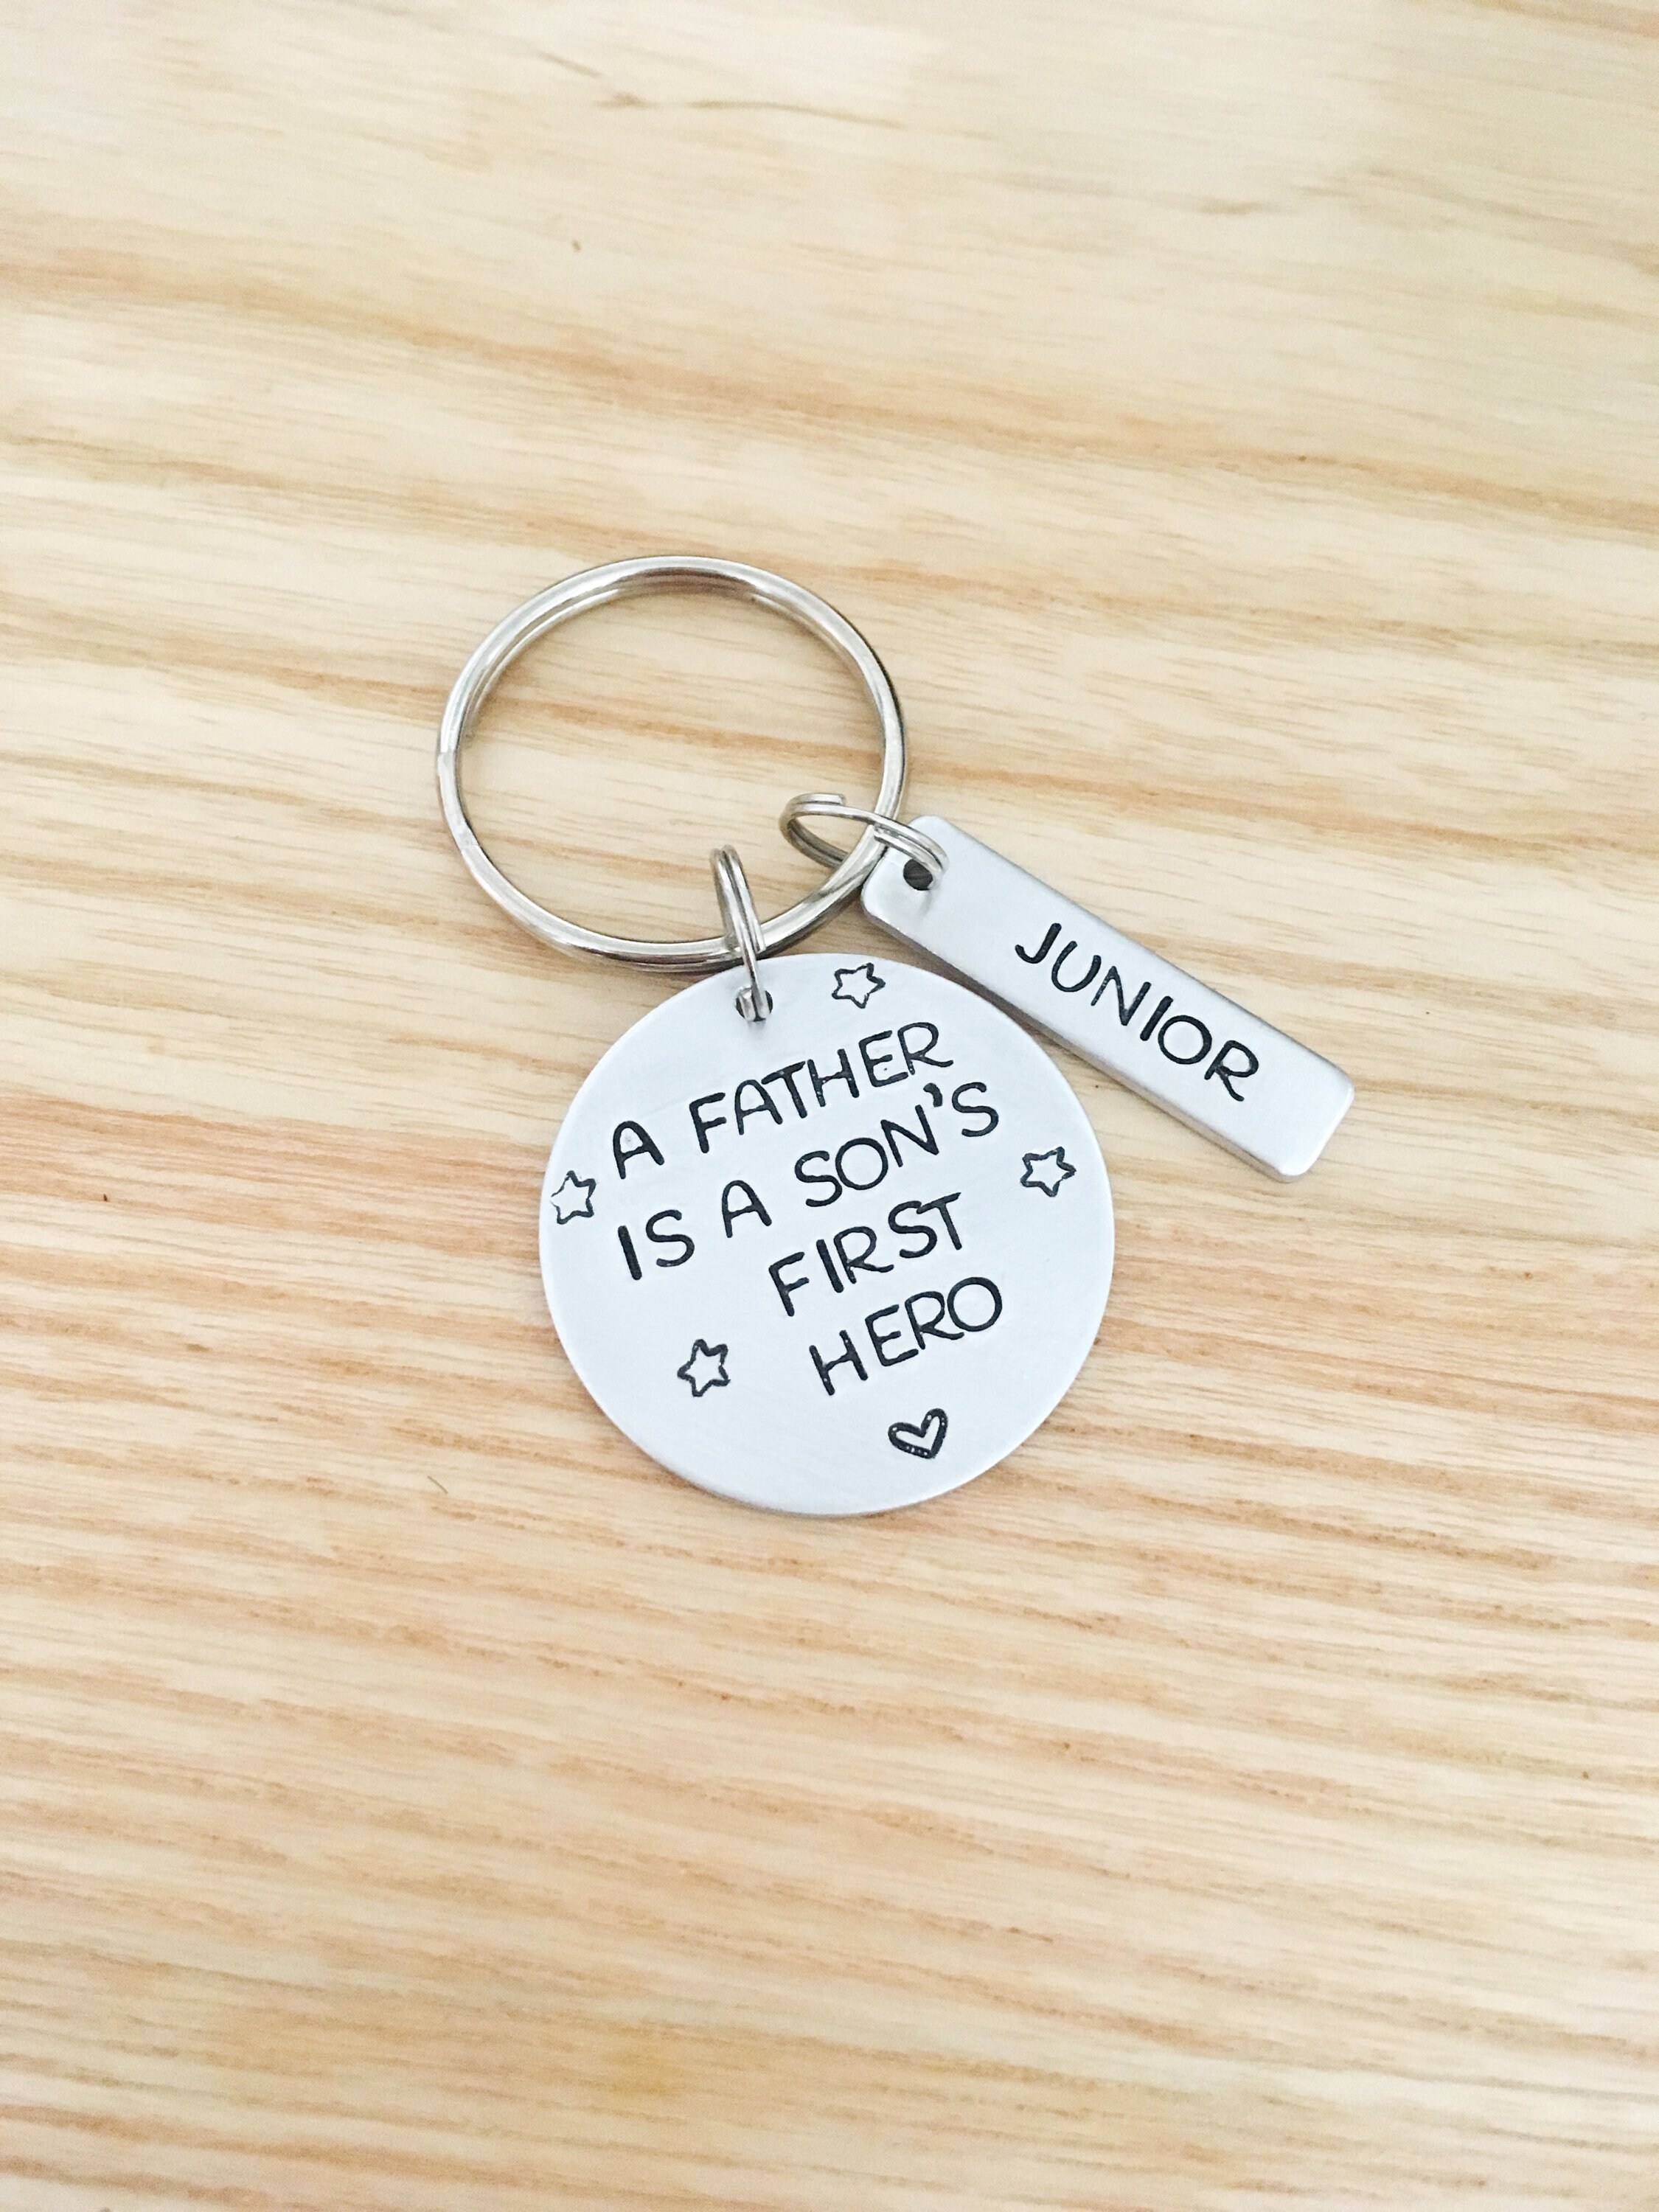 A FATHER
IS A SON'S
FIRST
HERO
JUNIOR